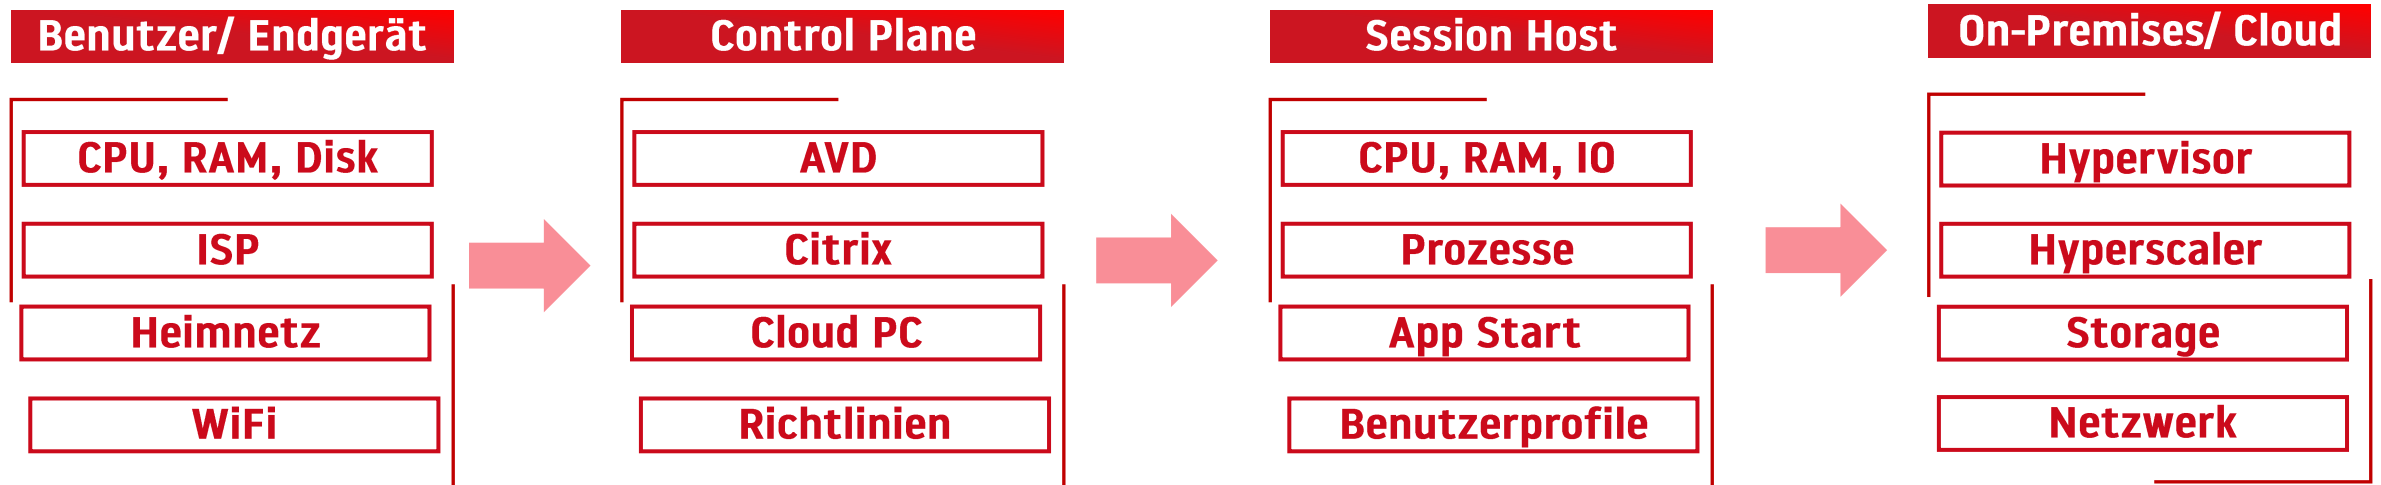 Benutzer/ Endgerät
CPU, RAM, Disk
ISP
Heimnetz
WiFi
Control Plane
AVD
Citrix
Cloud PC
Richtlinien
Session Host
CPU, RAM, IO
Prozesse
App Start
Benutzerprofile
On-Premises/ Cloud
Hypervisor
Hyperscaler
Storage
Netzwerk